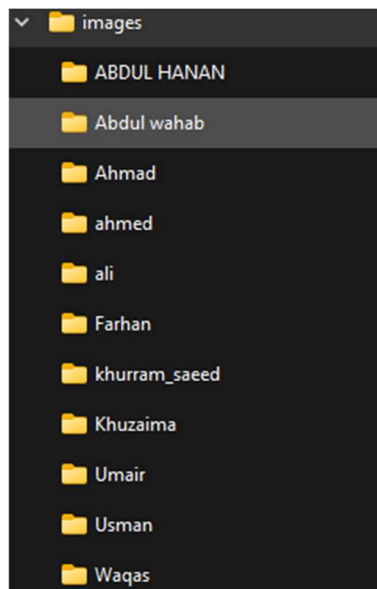 images
ABDUL HANAN
Abdul wahab
Ahmad
ahmed
ali
Farhan
khurram_saeed
Khuzaima
Umair
Usman
Waqas